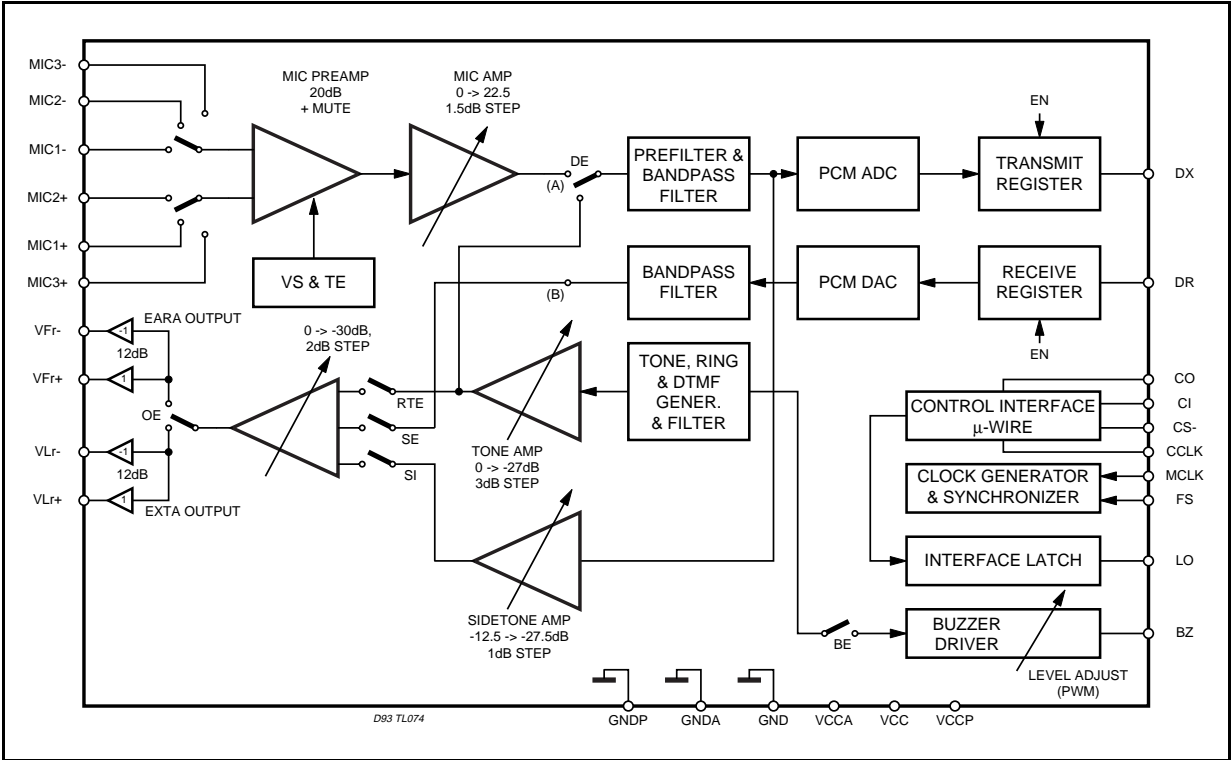 MIC3-
MIC2-
MIC1-
MIC2+
MIC1+
MIC3+
VFr-
VFr+
VLr-
VLr+
MIC PREAMP
20dB
+ MUTE
MIC AMP
0 -> 22.5
1.5dB STEP
VS & TE
DE
(A)
(B)
PREFILTER &
BANDPASS
FILTER
PCM ADC
EN
TRANSMIT
REGISTER
DX
BANDPASS
FILTER
PCM DAC
RECEIVE
REGISTER
EN
DR
EARA OUTPUT
-1
12dB
1
OE
-1
12dB
1
EXTA OUTPUT
0 -> -30dB,
2dB STEP
RTE
SE
SI
TONE AMP
0 -> -27dB
3dB STEP
TONE, RING
& DTMF
GENER.
& FILTER
SIDETONE AMP
-12.5 -> -27.5dB
1dB STEP
CONTROL INTERFACE
µ-WIRE
CO
CI
CS-
CCLK
CLOCK GENERATOR
& SYNCHRONIZER
MCLK
FS
INTERFACE LATCH
LO
BE
BUZZER
DRIVER
BZ
LEVEL ADJUST
(PWM)
D93 TL074
GNDP
GNDA
GND
VCCA
VCC
VCCP